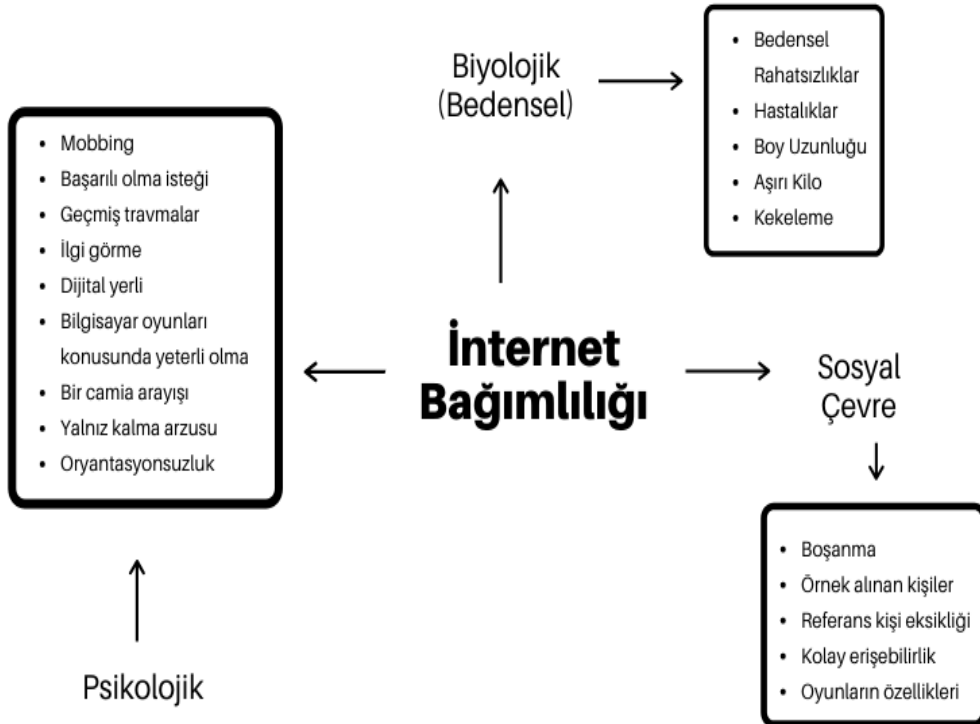 Biyolojik
(Bedensel)
• Bedensel
Rahatsızlıklar
• Hastalıklar
• Boy Uzunluğu
• Aşırı Kilo
• Kekeleme
• Mobbing
• Başarılı olma isteği
• Geçmiş travmalar
• İlgi görme
• Dijital yerli
• Bilgisayar oyunları
konusunda yeterli olma
• Bir camia arayışı
• Yalnız kalma arzusu
• Oryantasyonsuzluk
İnternet
Bağımlılığı
Sosyal
Çevre
• Boşanma
• Örnek alınan kişiler
• Referans kişi eksikliği
• Kolay erişebilirlik
• Oyunların özellikleri
Psikolojik